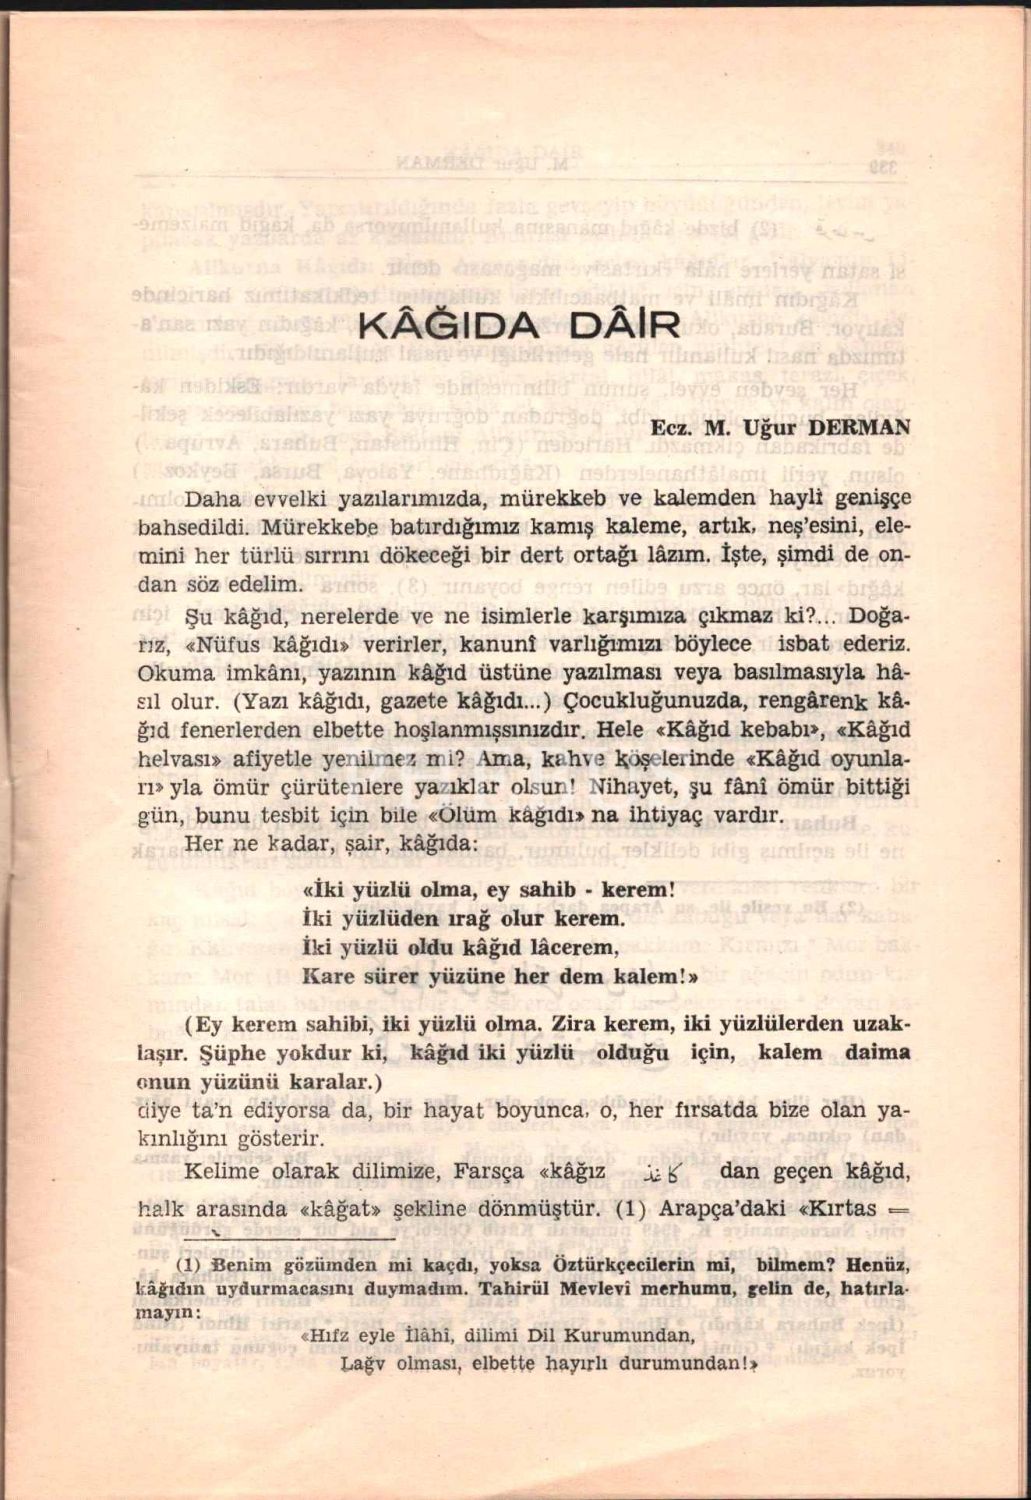 KÂĞIDA DÂİR
Ecz. M. Uğur DERMAN
Daha evvelki yazılarımızda, mürekkeb ve kalemden hayli genişçe
bahsedildi. Mürekkebe batırdığımız kamış kaleme, artık, neş'esini, ele-
mini her türlü sırrını dökeceği bir dert ortağı lâzım. İşte, şimdi de on-
dan söz edelim.
Şu kâğıd, nerelerde ve ne isimlerle karşımıza çıkmaz ki?... Doğa-
rız, «Nüfus kâğıdı» verirler, kanunî varlığımızı böylece isbat ederiz.
Okuma imkânı, yazının kâğıd üstüne yazılması veya basılmasıyla hâ-
sıl olur. (Yazı kâğıdı, gazete kâğıdı...) Çocukluğunuzda, rengârenk kâ-
ğıd fenerlerden elbette hoşlanmışsınızdır. Hele «Kâğıd kebabı», «Kâğıd
helvası» afiyetle yenilmez mi? Ama, kahve köşelerinde «Kâğıd oyunla-
rı» yla ömür çürütenlere yazıklar olsun! Nihayet, şu fânî ömür bittiği
gün, bunu tesbit için bile «Ölüm kâğıdı» na ihtiyaç vardır.
Her ne kadar, şair, kâğıda:
«İki yüzlü olma, ey sahib - kerem!
İki yüzlüden ırağ olur kerem.
İki yüzlü oldu kâğıd lâcerem,
Kare sürer yüzüne her dem kalem!»
(Ey kerem sahibi, iki yüzlü olma. Zira kerem, iki yüzlülerden uzak-
laşır. Şüphe yokdur ki, kâğıd iki yüzlü olduğu için, kalem daima
onun yüzünü karalar.)
diye ta'n ediyorsa da, bir hayat boyunca, o, her fırsatda bize olan ya-
kınlığını gösterir.
Kelime olarak dilimize, Farsça «kâğız كاغذ dan geçen kâğıd,
halk arasında «kâğat» şekline dönmüştür. (1) Arapça'daki «Kırtas =
(1) Benim gözümden mi kaçdı, yoksa Öztürkçecilerin mi, bilmem? Henüz,
kâğıdın uydurmacasını duymadım. Tahirül Mevlevi merhumu, gelin de, hatırla-
mayın:
«Hıfz eyle İlâhî, dilimi Dil Kurumundan,
Lağv olması, elbette hayırlı durumundan!»